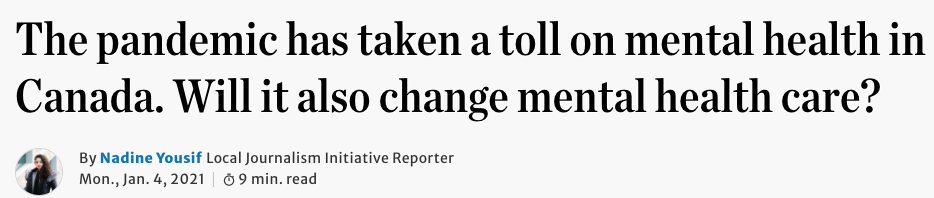 The pandemic has taken a toll on mental health in
Canada. Will it also change mental health care?
By Nadine Yousif Local Journalism Initiative Reporter
Mon., Jan. 4, 2021 | 9 min. read